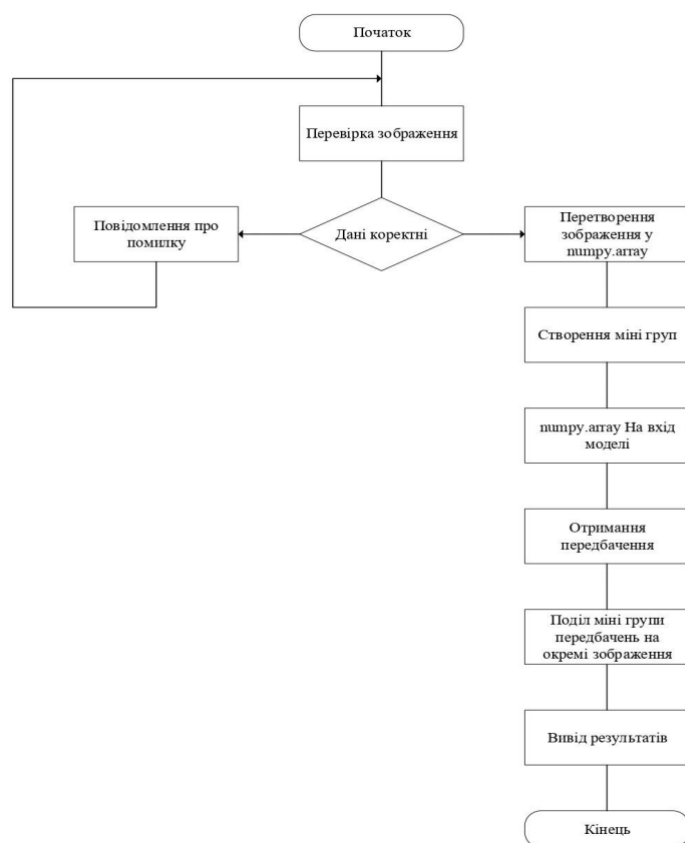 Початок
Перевірка зображення
Повідомлення про
помилку
Дані коректні
Перетворення
зображення у
numpy.array
Створення міні груп
numpy.array На вхід
моделі
Отримання
передбачення
Поділ міні групи
передбачень на
окремі зображення
Вивід результатів
Кінець